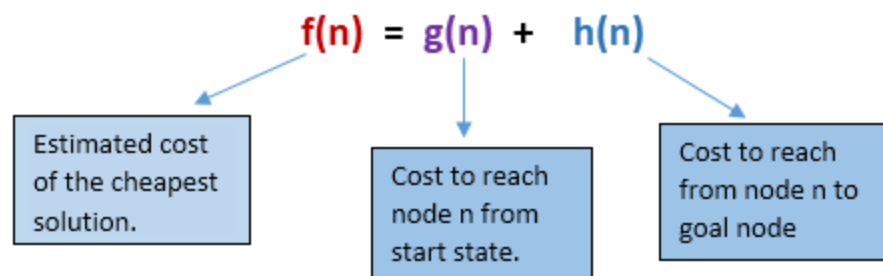 f(n) = g(n) + h(n)
Estimated cost
of the cheapest
solution.
Cost to reach
node n from
start state.
Cost to reach
from node n to
goal node